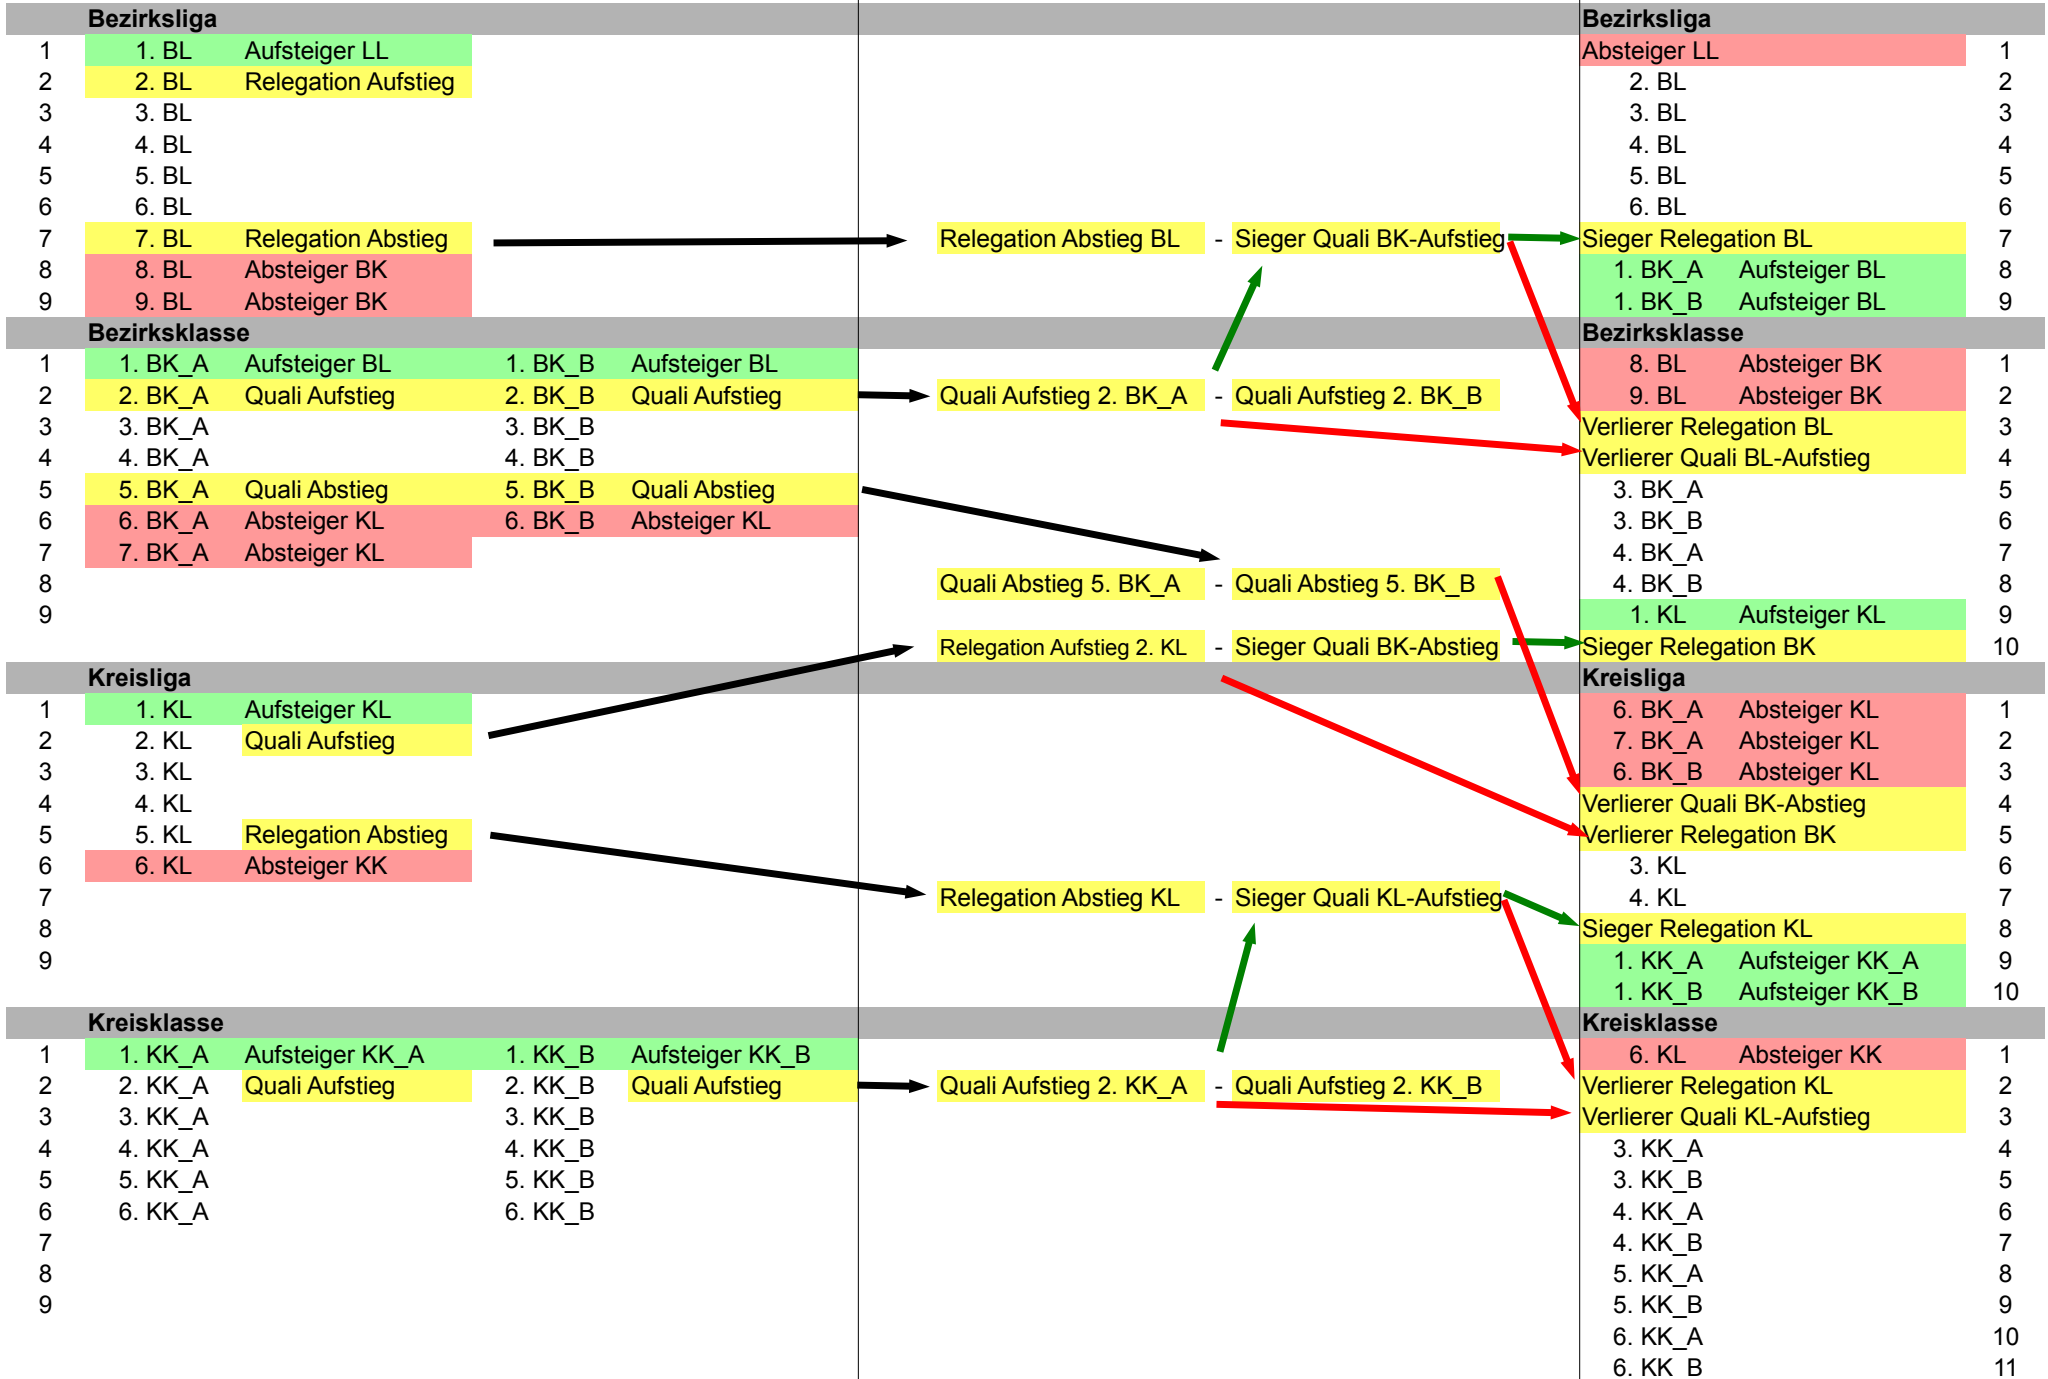 Bezirksliga Bezirksliga
1 1. BL Aufsteiger LL Absteiger LL 1
2 2. BL Relegation Aufstieg 2. BL 2
3 3. BL 3. BL 3
4 4. BL 4. BL 4
5 5. BL 5. BL 5
6 6. BL 6. BL 6
7 7. BL Relegation Abstieg Relegation Abstieg BL - Sieger Quali BK-Aufstieg Sieger Relegation BL 7
8 8. BL Absteiger BK 1. BK_A Aufsteiger BL 8
9 9. BL Absteiger BK 1. BK_B Aufsteiger BL 9
Bezirksklasse Bezirksklasse
1 1. BK_A Aufsteiger BL 1. BK_B Aufsteiger BL 8. BL Absteiger BK 1
2 2. BK_A Quali Aufstieg 2. BK_B Quali Aufstieg Quali Aufstieg 2. BK_A - Quali Aufstieg 2. BK_B 9. BL Absteiger BK 2
3 3. BK_A 3. BK_B Verlierer Relegation BL 3
4 4. BK_A 4. BK_B Verlierer Quali BL-Aufstieg 4
5 5. BK_A Quali Abstieg 5. BK_B Quali Abstieg 3. BK_A 5
6 6. BK_A Absteiger KL 6. BK_B Absteiger KL 3. BK_B 6
7 7. BK_A Absteiger KL 4. BK_A 7
8 Quali Abstieg 5. BK_A - Quali Abstieg 5. BK_B 4. BK_B 8
9 1. KL Aufsteiger KL 9
Relegation Aufstieg 2. KL - Sieger Quali BK-Abstieg Sieger Relegation BK 10
Kreisliga Kreisliga
1 1. KL Aufsteiger KL 6. BK_A Absteiger KL 1
2 2. KL Quali Aufstieg 7. BK_A Absteiger KL 2
3 3. KL 6. BK_B Absteiger KL 3
4 4. KL Verlierer Quali BK-Abstieg 4
5 5. KL Relegation Abstieg Verlierer Relegation BK 5
6 6. KL Absteiger KK 3. KL 6
7 Relegation Abstieg KL - Sieger Quali KL-Aufstieg 4. KL 7
8 Sieger Relegation KL 8
9 1. KK_A Aufsteiger KK_A 9
1. KK_B Aufsteiger KK_B 10
Kreisklasse Kreisklasse
1 1. KK_A Aufsteiger KK_A 1. KK_B Aufsteiger KK_B 6. KL Absteiger KK 1
2 2. KK_A Quali Aufstieg 2. KK_B Quali Aufstieg Quali Aufstieg 2. KK_A - Quali Aufstieg 2. KK_B Verlierer Relegation KL 2
3 3. KK_A 3. KK_B Verlierer Quali KL-Aufstieg 3
4 4. KK_A 4. KK_B 3. KK_A 4
5 5. KK_A 5. KK_B 3. KK_B 5
6 6. KK_A 6. KK_B 4. KK_A 6
7 4. KK_B 7
8 5. KK_A 8
9 5. KK_B 9
6. KK_A 10
6. KK_B 11